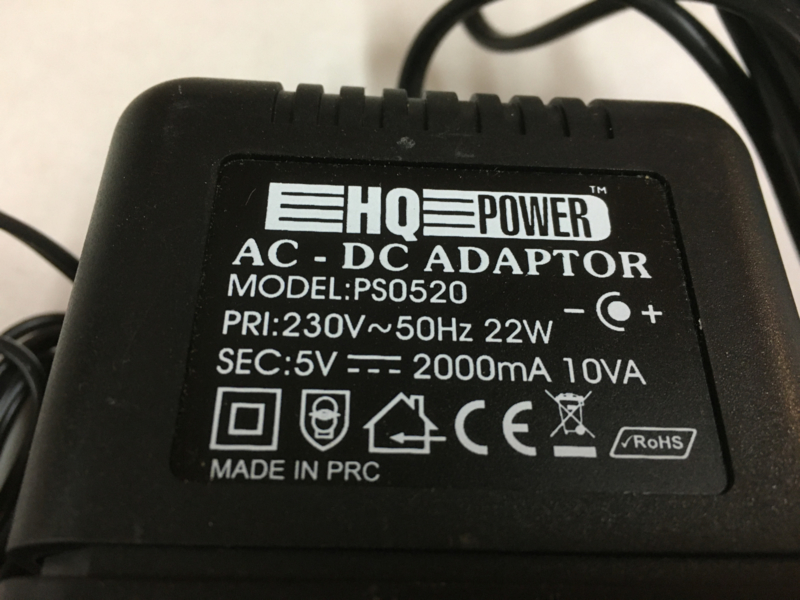 HQ POWER™
AC - DC ADAPTOR
MODEL:PS0520
PRI:230V~50Hz 22W
- +
SEC:5V ⎓ 2000mA 10VA
CE
✓RoHS
MADE IN PRC